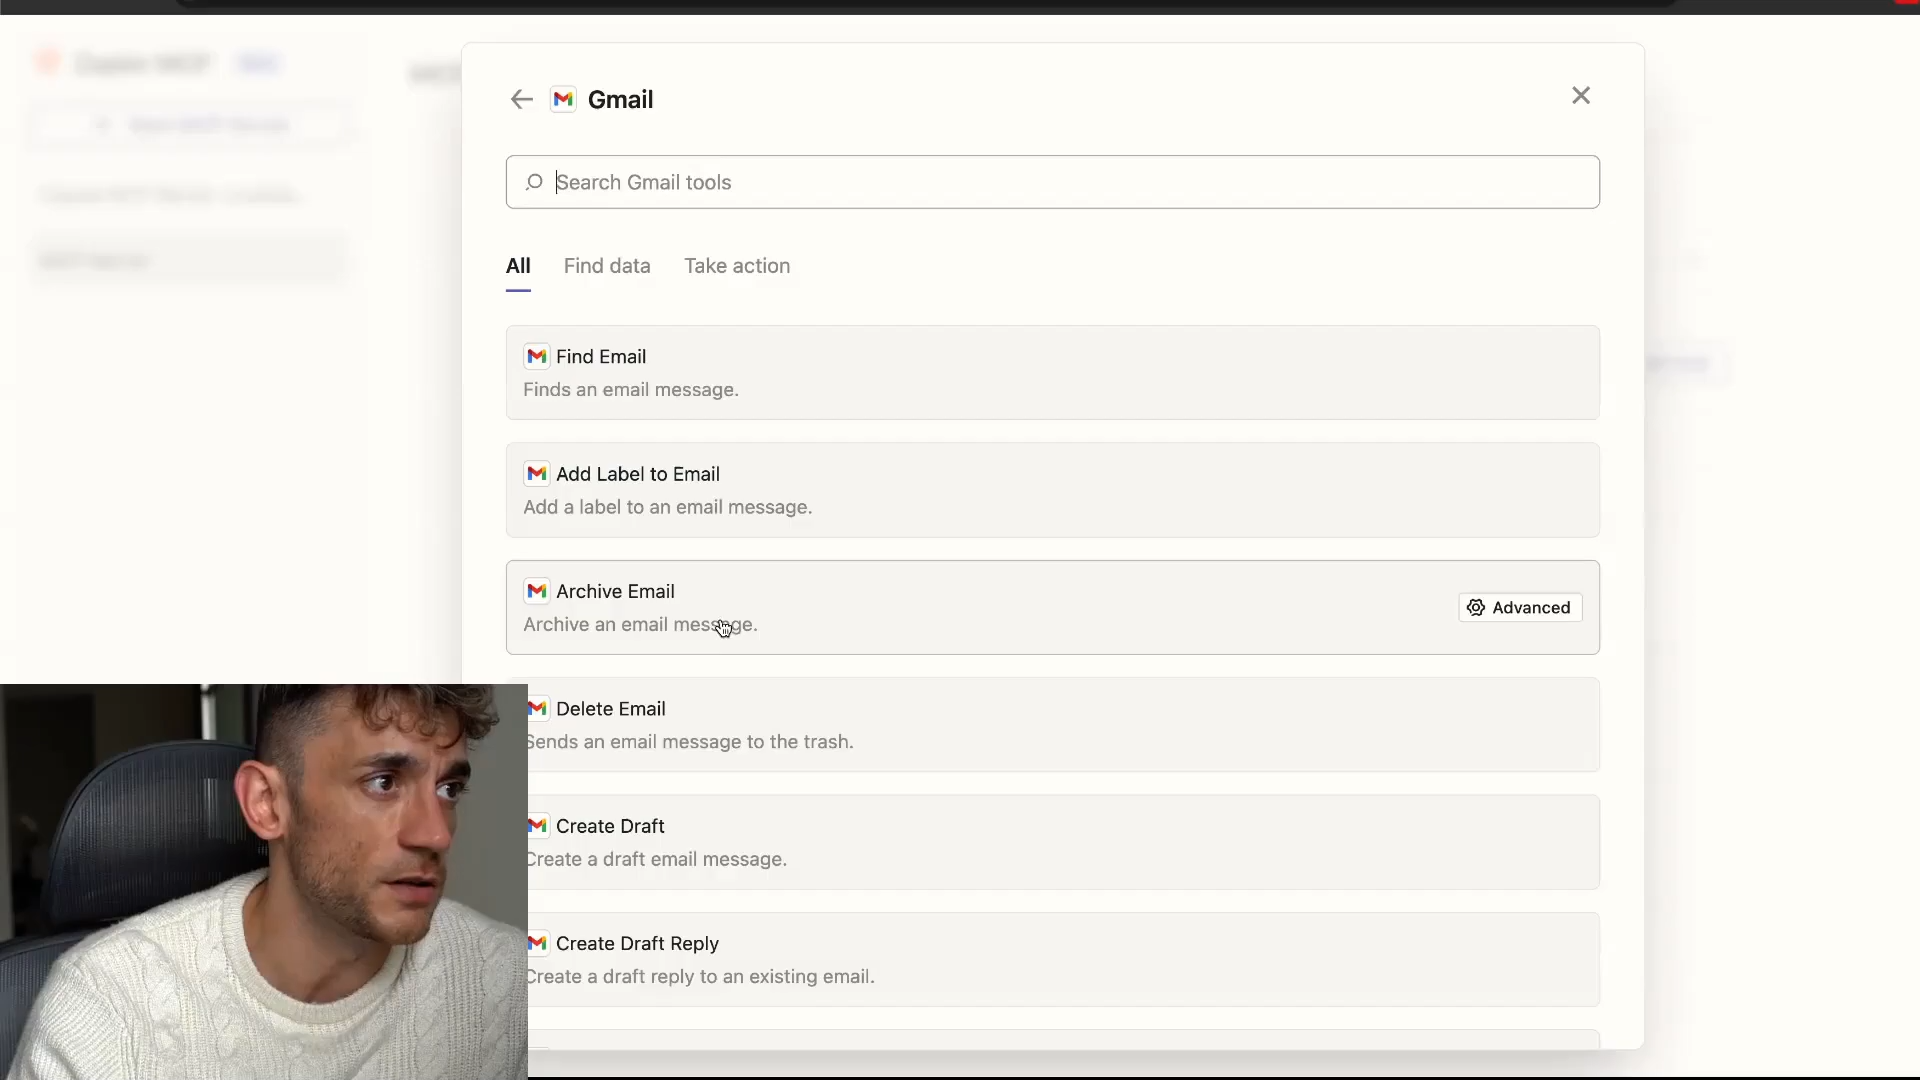 Gmail
Search Gmail tools
All Find data Take action
Find Email
Finds an email message.
Add Label to Email
Add a label to an email message.
Archive Email
Archive an email message.
Advanced
Delete Email
Sends an email message to the trash.
Create Draft
Create a draft email message.
Create Draft Reply
Create a draft reply to an existing email.